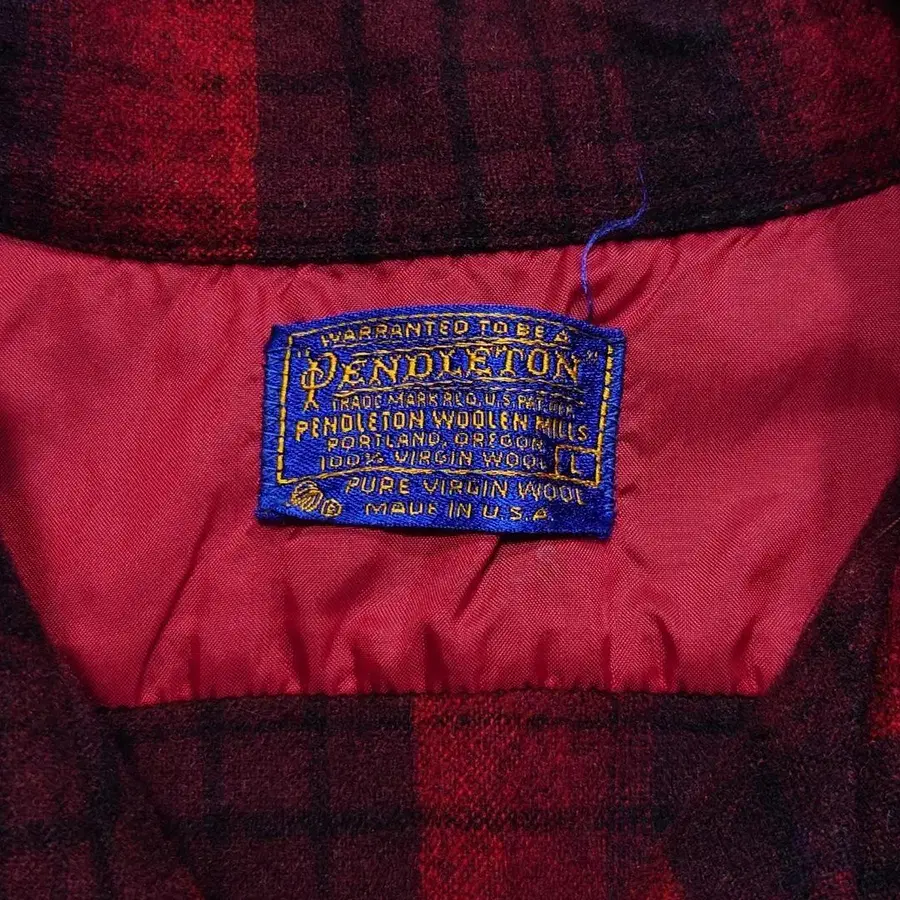 WARRANTED TO BE A
"PENDLETON"
TRADE MARK REG. U.S. PAT. OFF.
PENDLETON WOOLEN MILLS
PORTLAND, OREGON
100% VIRGIN WOOL L
PURE VIRGIN WOOL
MADE IN U.S.A.